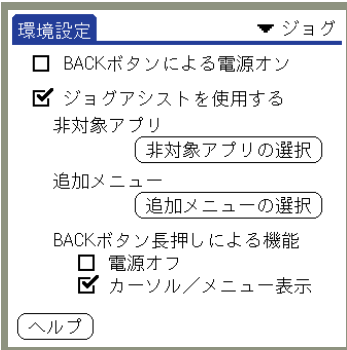 環境設定 ▼ ジョグ
BACKボタンによる電源オン
ジョグアシストを使用する
非対象アプリ
非対象アプリの選択
追加メニュー
追加メニューの選択
BACKボタン長押しによる機能
電源オフ
カーソル／メニュー表示
ヘルプ